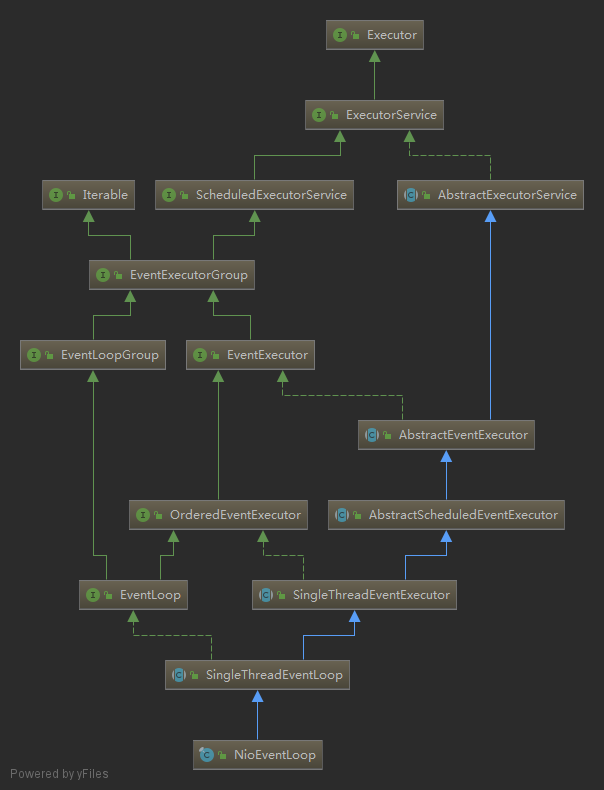 Executor
ExecutorService
Iterable
ScheduledExecutorService
AbstractExecutorService
EventExecutorGroup
EventLoopGroup
EventExecutor
AbstractEventExecutor
OrderedEventExecutor
AbstractScheduledEventExecutor
EventLoop
SingleThreadEventExecutor
SingleThreadEventLoop
NioEventLoop
Powered by yFiles